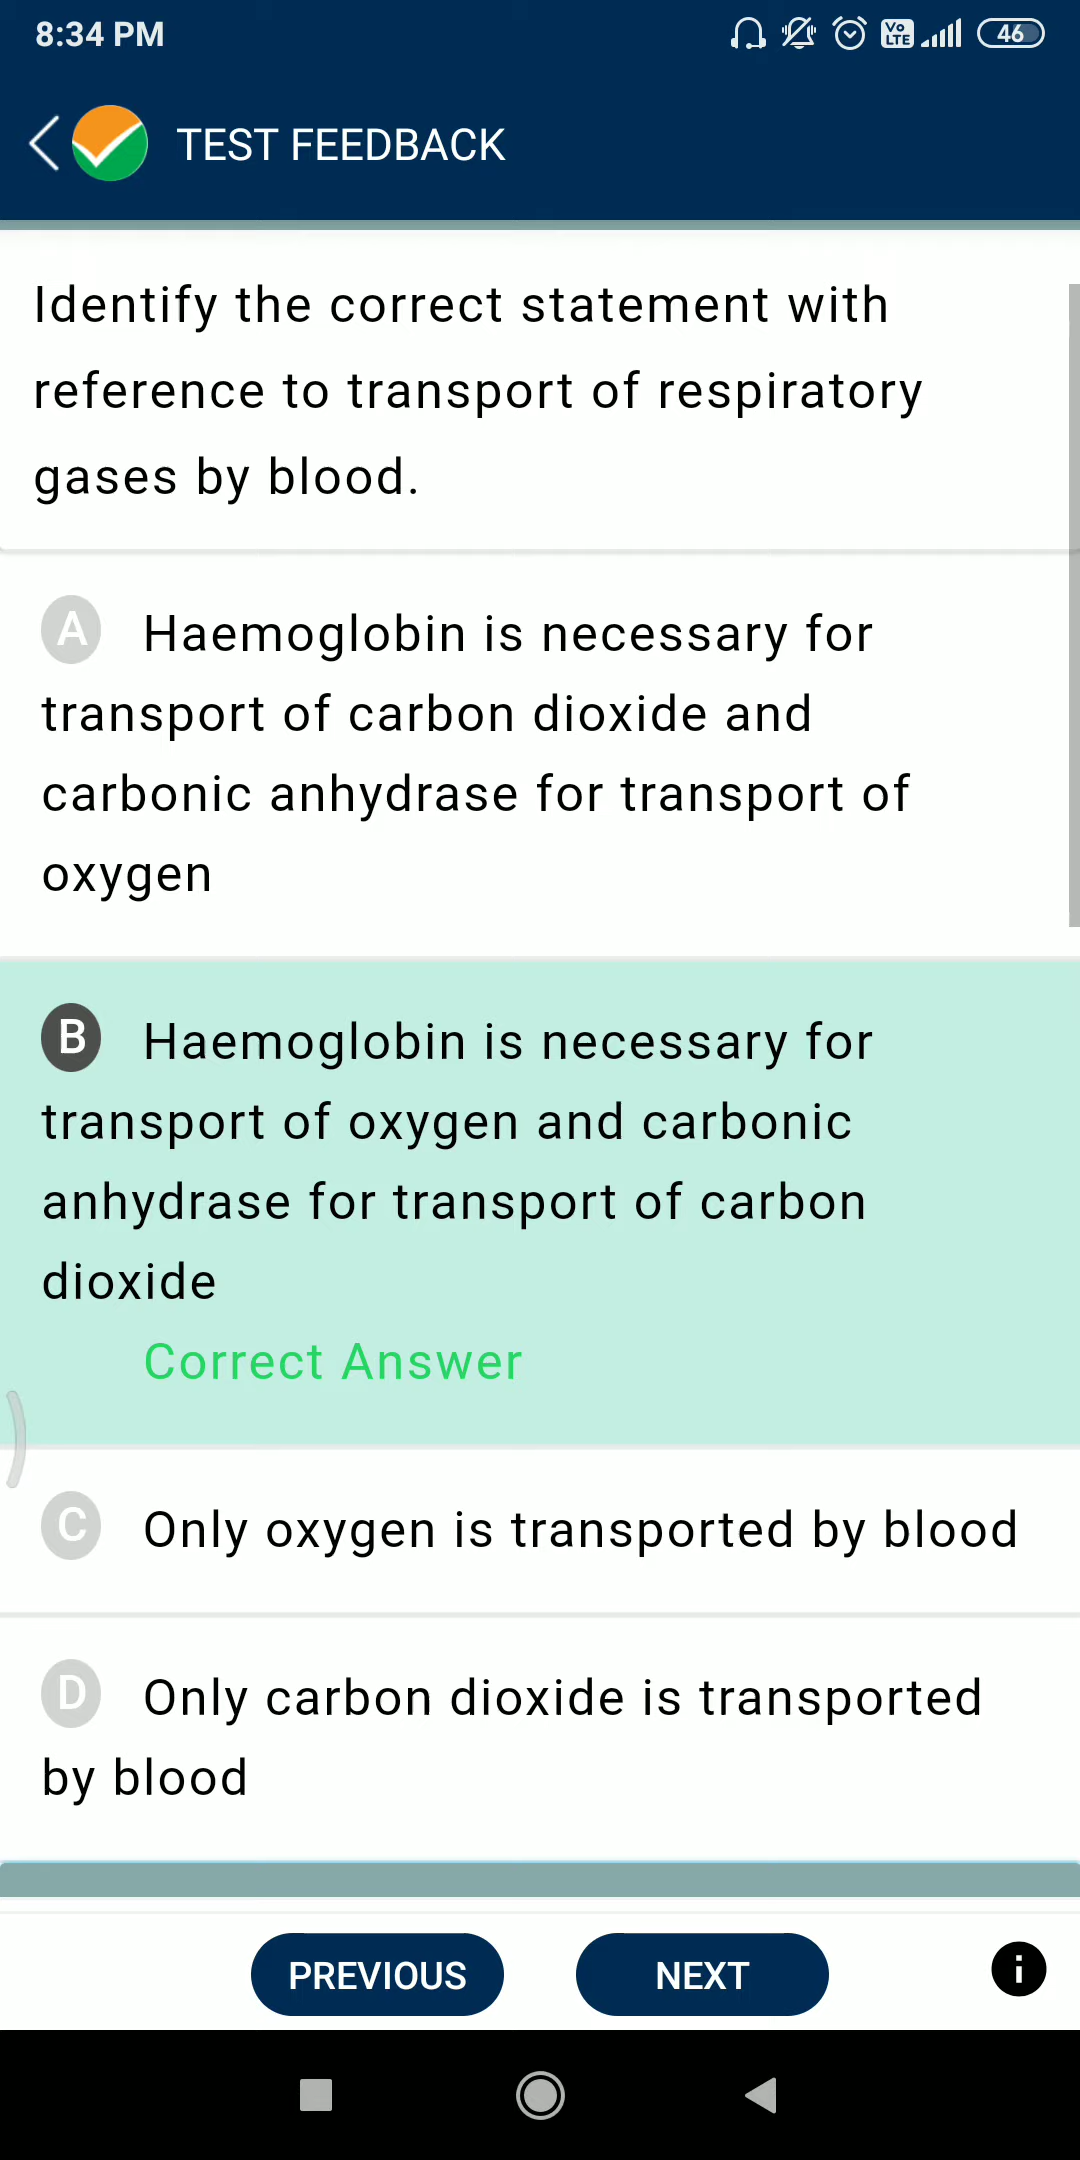 8:34 PM
Vo LTE
46
TEST FEEDBACK
Identify the correct statement with
reference to transport of respiratory
gases by blood.
A Haemoglobin is necessary for
transport of carbon dioxide and
carbonic anhydrase for transport of
oxygen
B Haemoglobin is necessary for
transport of oxygen and carbonic
anhydrase for transport of carbon
dioxide
Correct Answer
C Only oxygen is transported by blood
D Only carbon dioxide is transported
by blood
PREVIOUS NEXT i